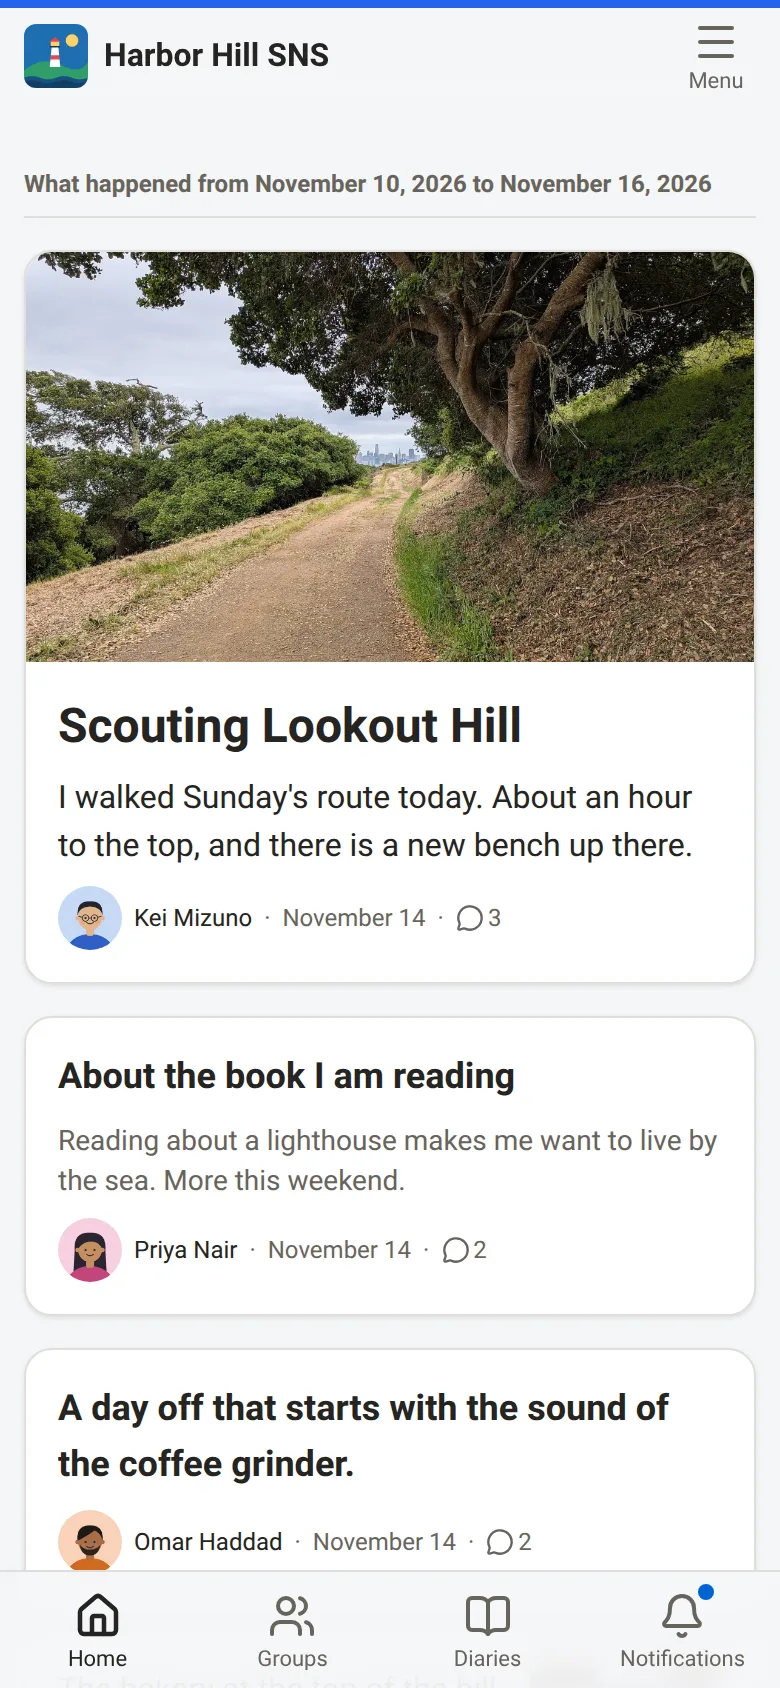 Harbor Hill SNS
Menu
What happened from November 10, 2026 to November 16, 2026
Scouting Lookout Hill
I walked Sunday's route today. About an hour
to the top, and there is a new bench up there.
Kei Mizuno · November 14 · 3
About the book I am reading
Reading about a lighthouse makes me want to live by
the sea. More this weekend.
Priya Nair · November 14 · 2
A day off that starts with the sound of
the coffee grinder.
Omar Haddad · November 14 · 2
Home
Groups
Diaries
Notifications